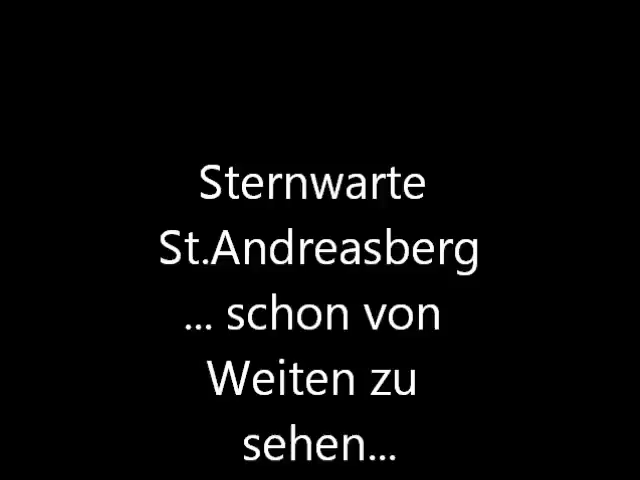 Sternwarte
St.Andreasberg
... schon von
Weiten zu
sehen...